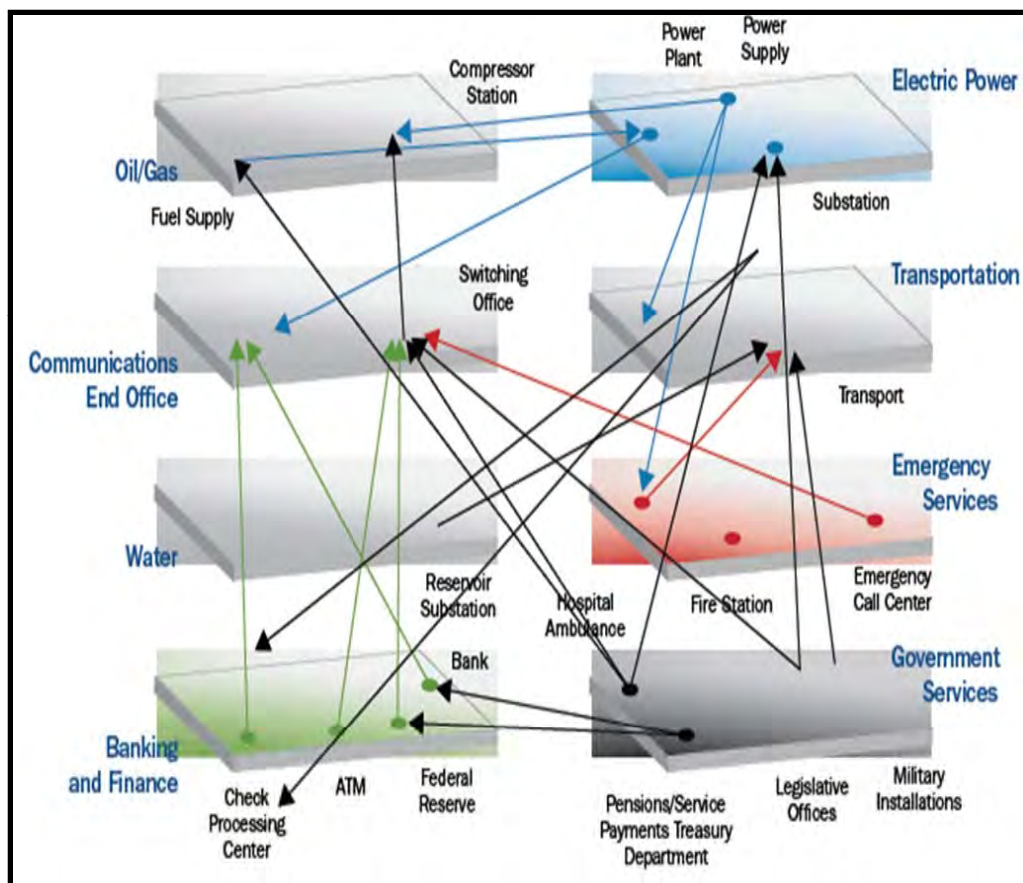 Power
Plant
Power
Supply
Electric Power
Compressor
Station
Oil/Gas
Fuel Supply
Substation
Switching
Office
Transportation
Communications
End Office
Transport
Emergency
Services
Water
Reservoir
Substation
Hospital
Ambulance
Fire Station
Emergency
Call Center
Bank
Government
Services
Banking
and Finance
Check
Processing
Center
ATM
Federal
Reserve
Pensions/Service
Payments Treasury
Department
Legislative
Offices
Military
Installations